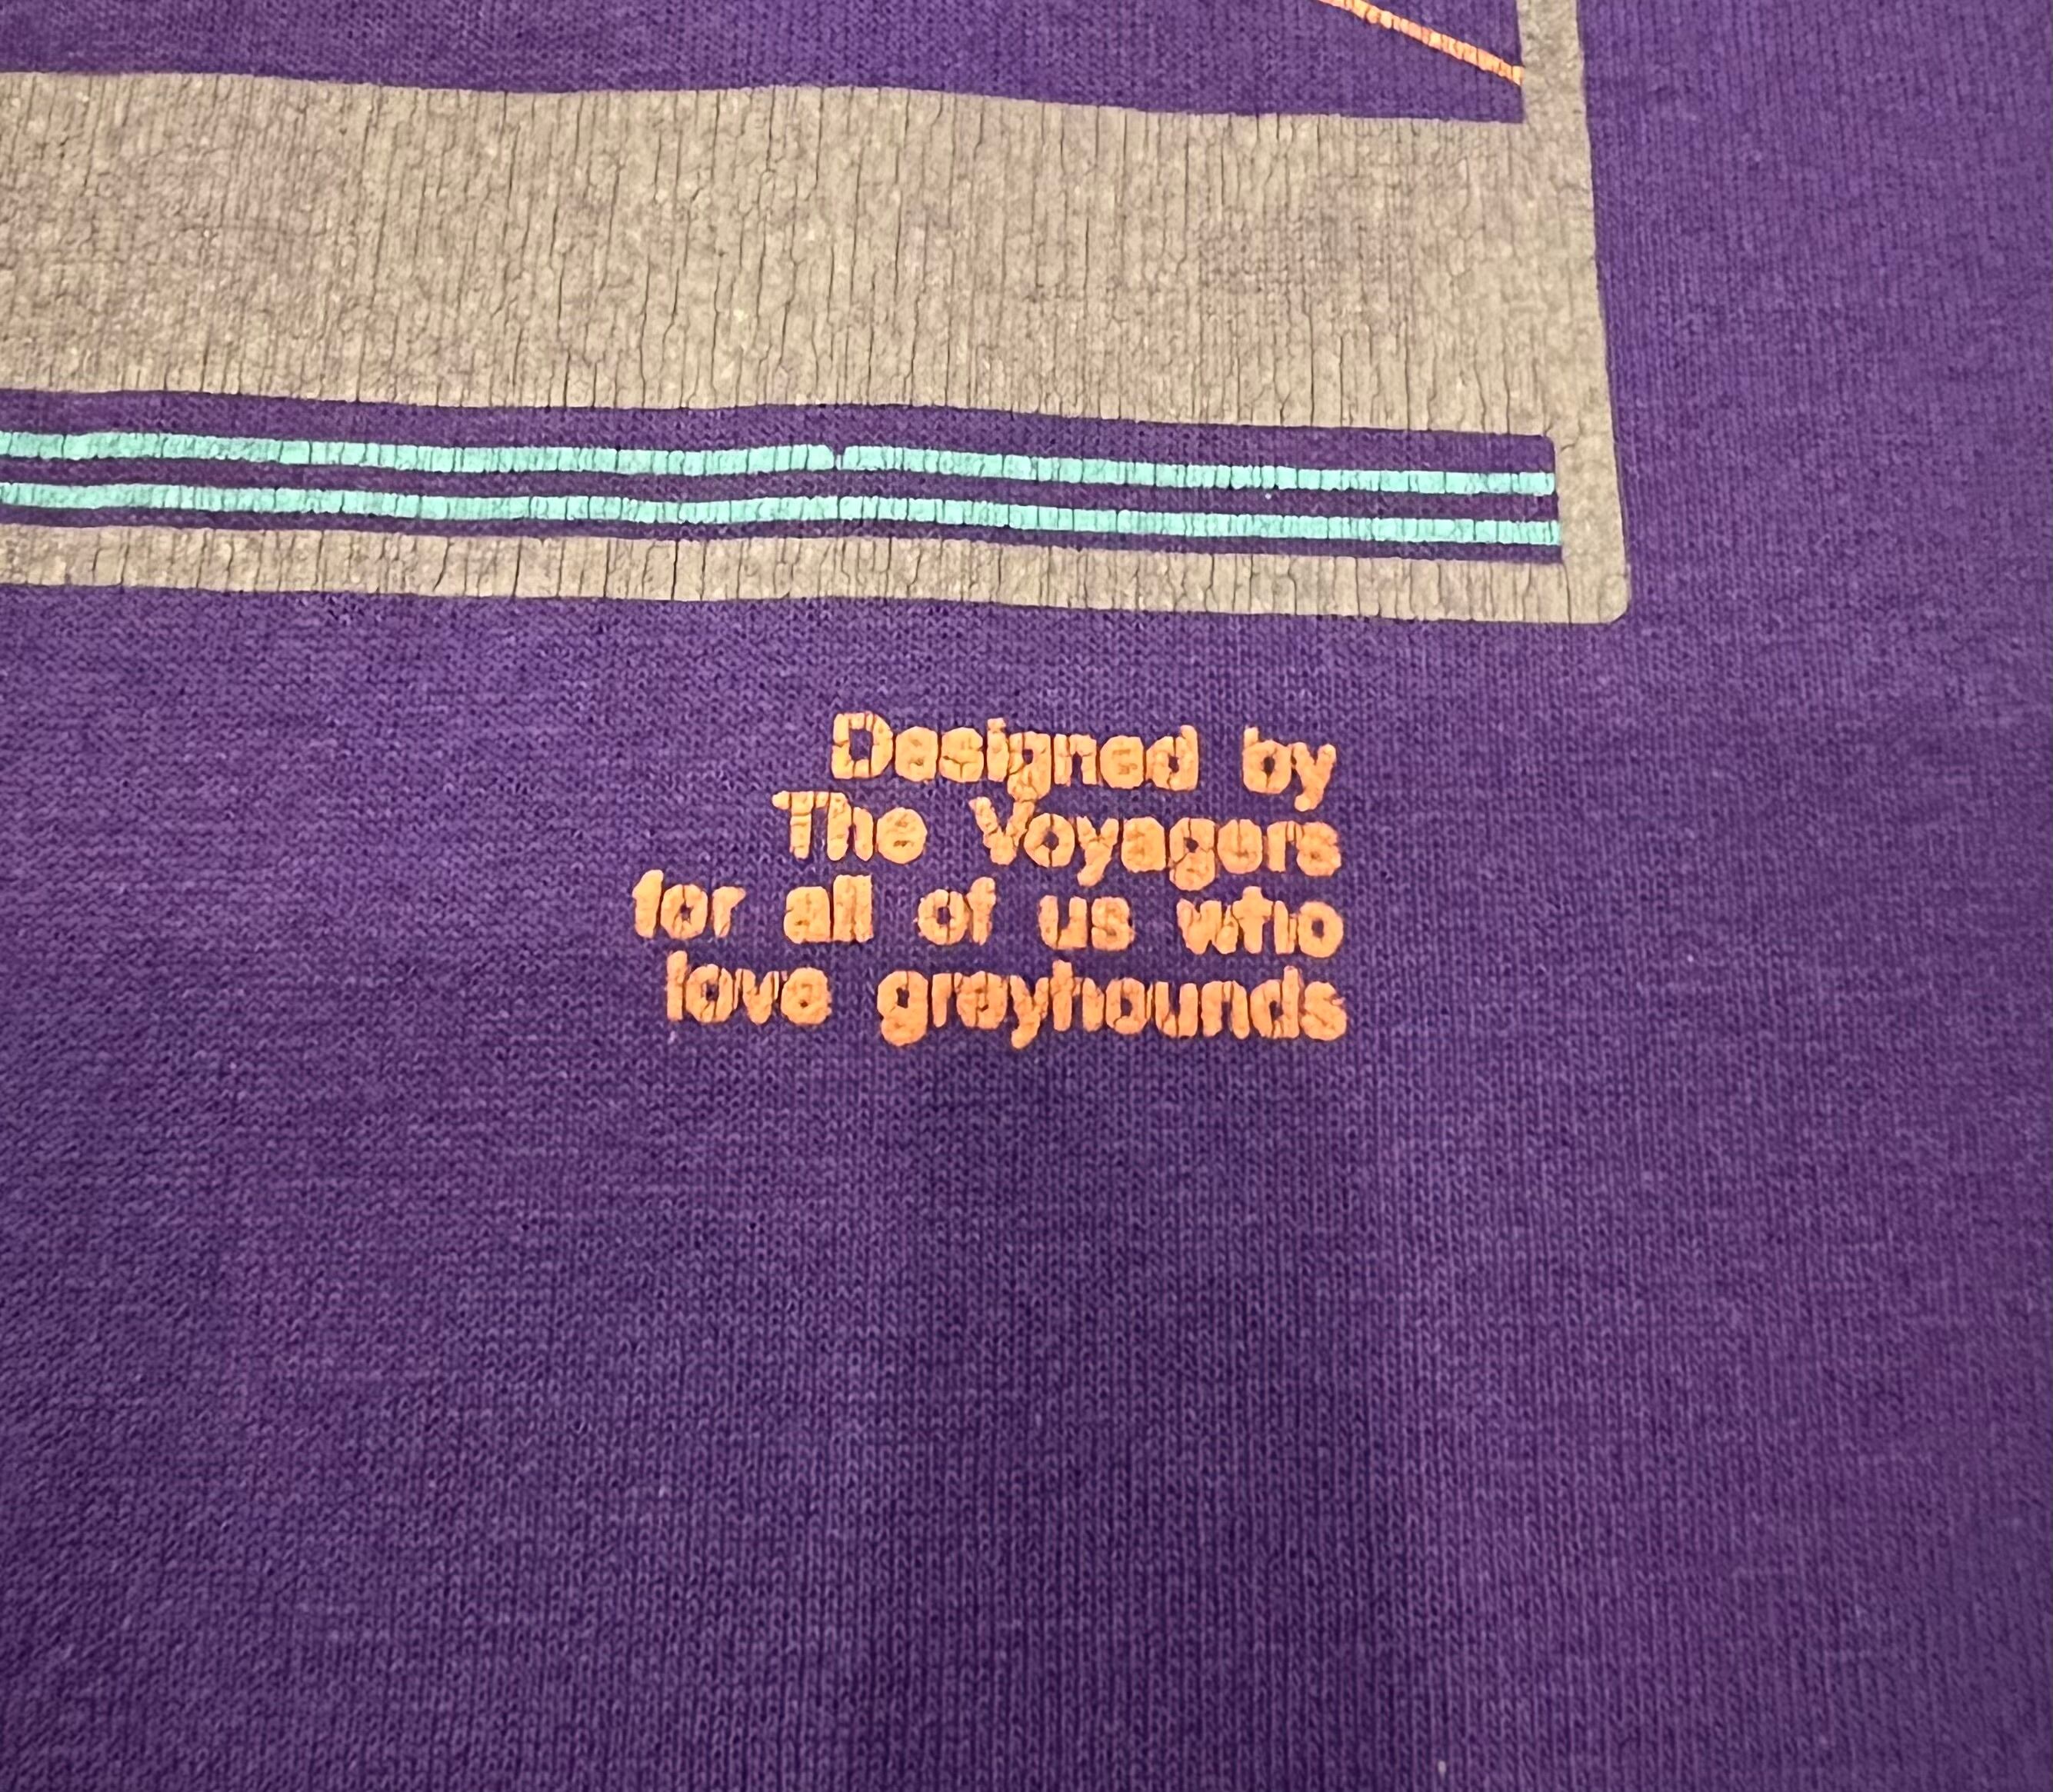 Designed by
The Voyagers
for all of us who
love greyhounds